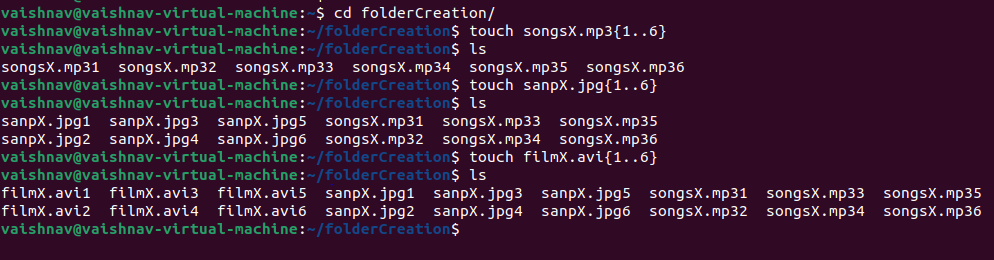 vaishnav@vaishnav-virtual-machine:~$ cd folderCreation/
vaishnav@vaishnav-virtual-machine:~/folderCreation$ touch songsX.mp3{1..6}
vaishnav@vaishnav-virtual-machine:~/folderCreation$ ls
songsX.mp31  songsX.mp32  songsX.mp33  songsX.mp34  songsX.mp35  songsX.mp36
vaishnav@vaishnav-virtual-machine:~/folderCreation$ touch sanpX.jpg{1..6}
vaishnav@vaishnav-virtual-machine:~/folderCreation$ ls
sanpX.jpg1  sanpX.jpg3  sanpX.jpg5  songsX.mp31  songsX.mp33  songsX.mp35
sanpX.jpg2  sanpX.jpg4  sanpX.jpg6  songsX.mp32  songsX.mp34  songsX.mp36
vaishnav@vaishnav-virtual-machine:~/folderCreation$ touch filmX.avi{1..6}
vaishnav@vaishnav-virtual-machine:~/folderCreation$ ls
filmX.avi1  filmX.avi3  filmX.avi5  sanpX.jpg1  sanpX.jpg3  sanpX.jpg5  songsX.mp31  songsX.mp33  songsX.mp35
filmX.avi2  filmX.avi4  filmX.avi6  sanpX.jpg2  sanpX.jpg4  sanpX.jpg6  songsX.mp32  songsX.mp34  songsX.mp36
vaishnav@vaishnav-virtual-machine:~/folderCreation$